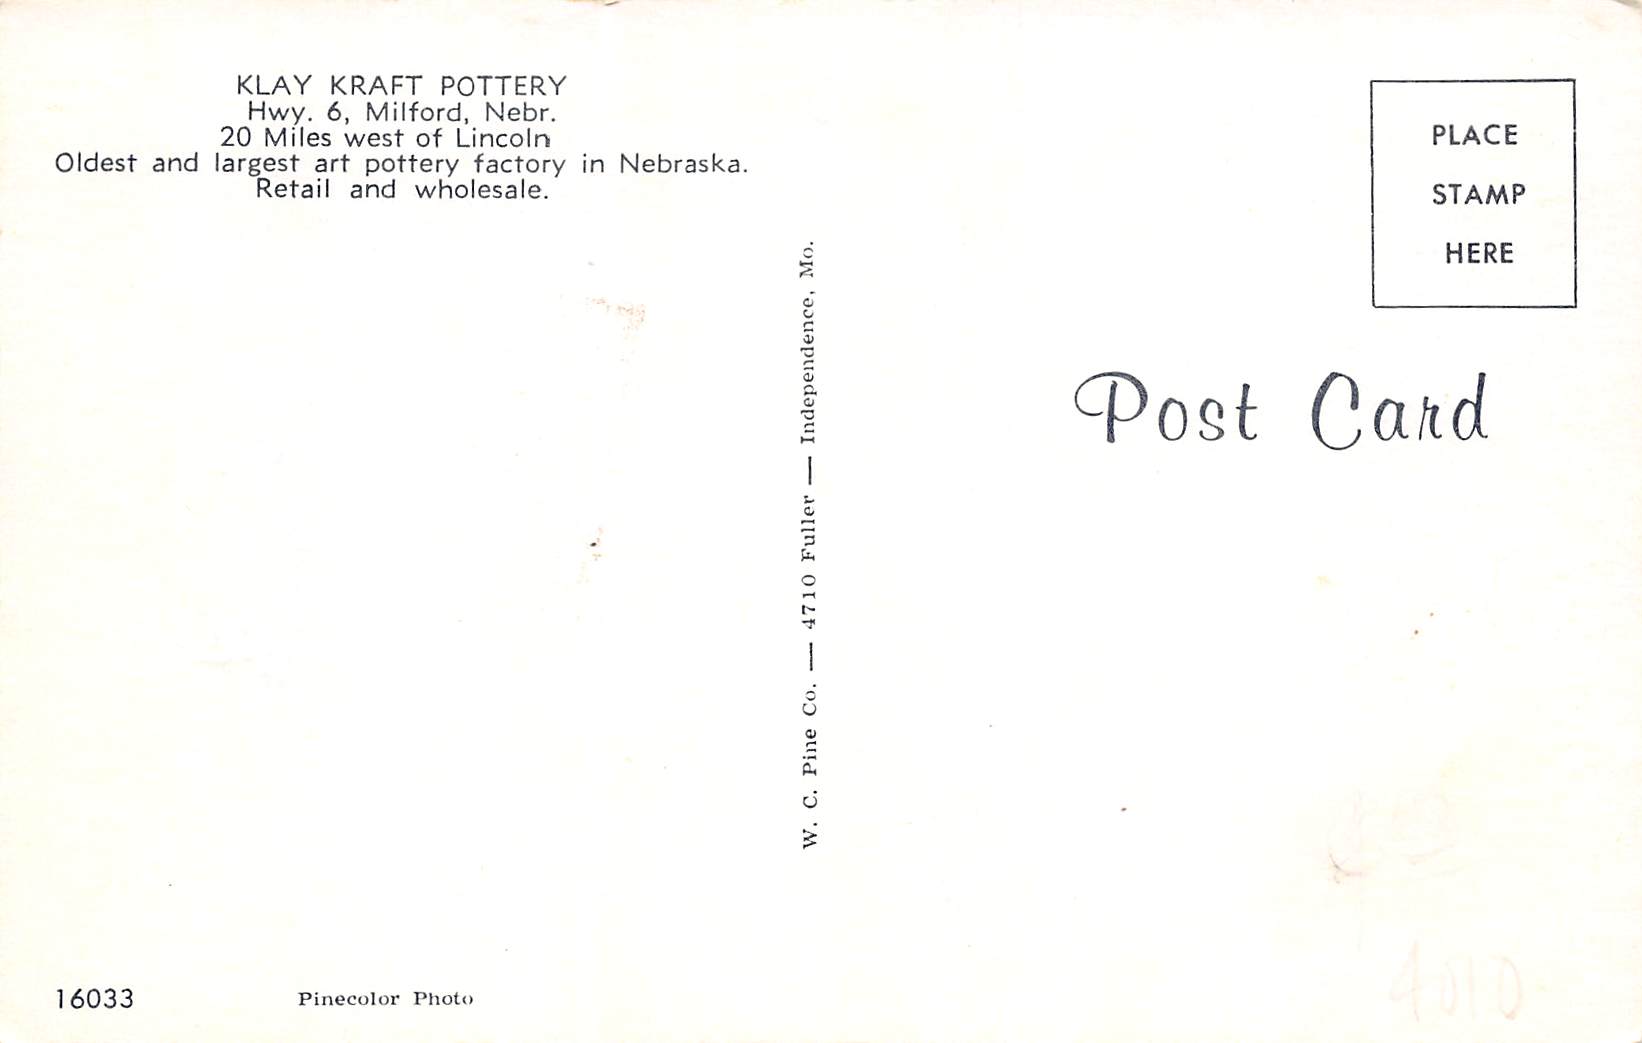 KLAY KRAFT POTTERY
Hwy. 6, Milford, Nebr.
20 Miles west of Lincoln
Oldest and largest art pottery factory in Nebraska.
Retail and wholesale.
W. C. Pine Co. — 4710 Fuller — Independence, Mo.
PLACE
STAMP
HERE
Post Card
16033
Pinecolor Photo
4010